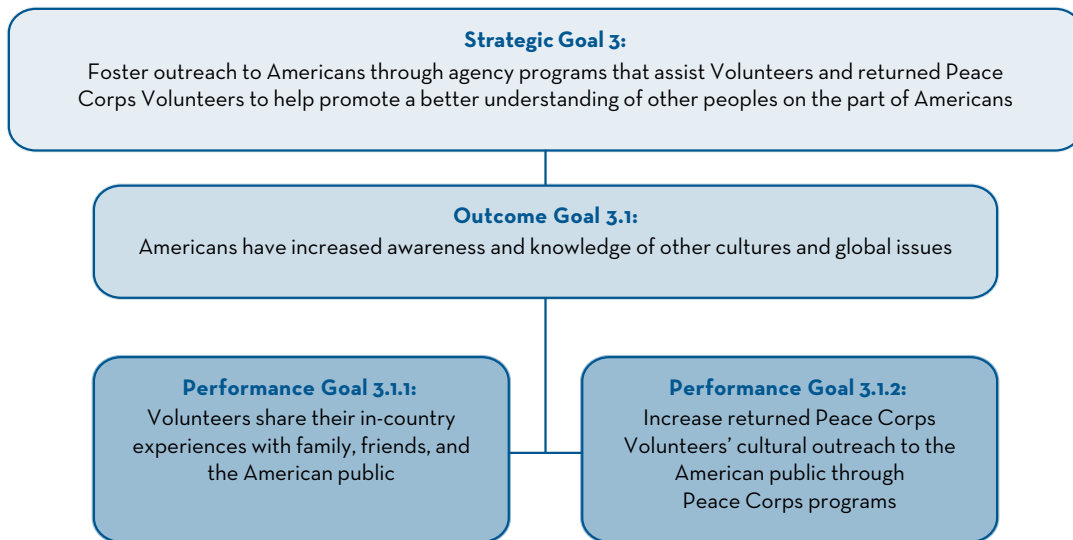 Strategic Goal 3:
Foster outreach to Americans through agency programs that assist Volunteers and returned Peace
Corps Volunteers to help promote a better understanding of other peoples on the part of Americans
Outcome Goal 3.1:
Americans have increased awareness and knowledge of other cultures and global issues
Performance Goal 3.1.1:
Volunteers share their in-country
experiences with family, friends, and
the American public
Performance Goal 3.1.2:
Increase returned Peace Corps
Volunteers’ cultural outreach to the
American public through
Peace Corps programs